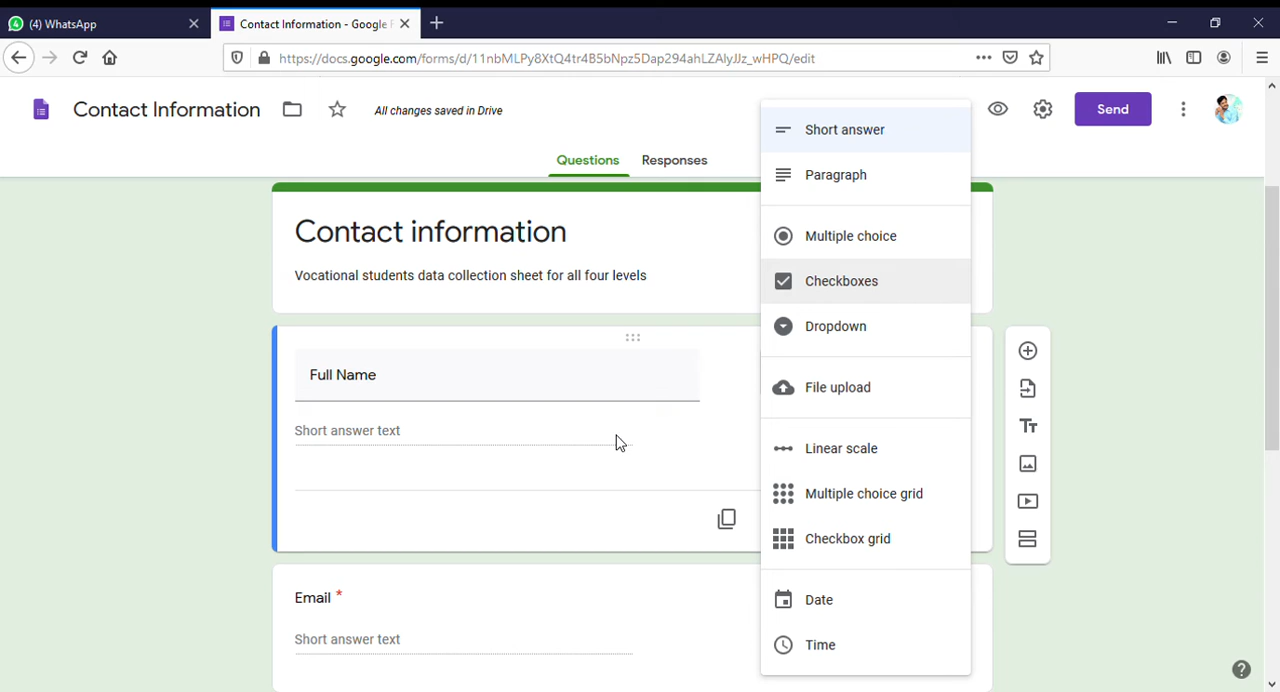 (4) WhatsApp
Contact Information - Google F
https://docs.google.com/forms/d/11nbMLPy8XtQ4tr4B5bNpz5Dap294ahLZAlyJJz_wHPQ/edit
Contact Information
All changes saved in Drive
Send
Questions
Responses
Contact information
Vocational students data collection sheet for all four levels
Full Name
Short answer text
Email *
Short answer text
Short answer
Paragraph
Multiple choice
Checkboxes
Dropdown
File upload
Linear scale
Multiple choice grid
Checkbox grid
Date
Time